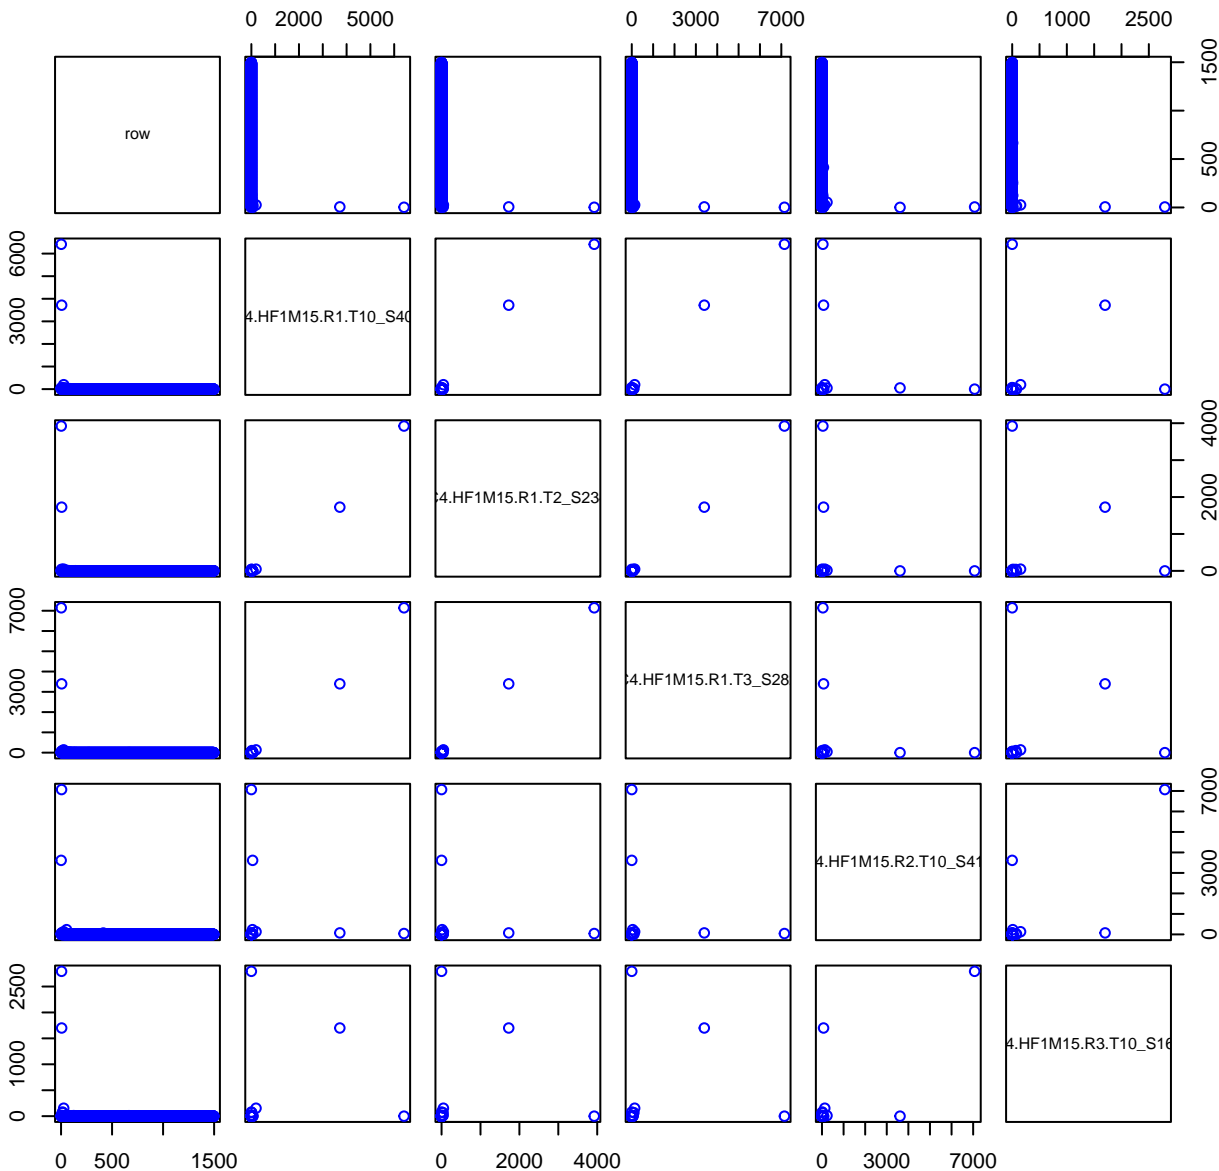 0 2000 5000 0 3000 7000 0 1000 2500
row
0 500 1500
0 3000 6000
4.HF1M15.R1.T10_S40
C4.HF1M15.R1.T2_S23
0 2000 4000
0 3000 7000
C4.HF1M15.R1.T3_S28
4.HF1M15.R2.T10_S41
0 3000 7000
0 1000 2500
4.HF1M15.R3.T10_S16
0 500 1500 0 2000 4000 0 3000 7000